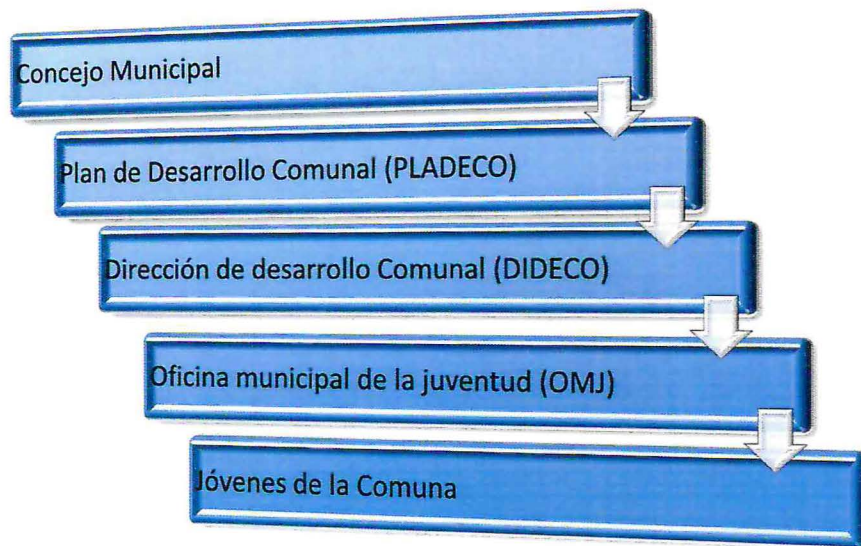 Concejo Municipal
Plan de Desarrollo Comunal (PLADECO)
Dirección de desarrollo Comunal (DIDECO)
Oficina municipal de la juventud (OMJ)
Jóvenes de la Comuna